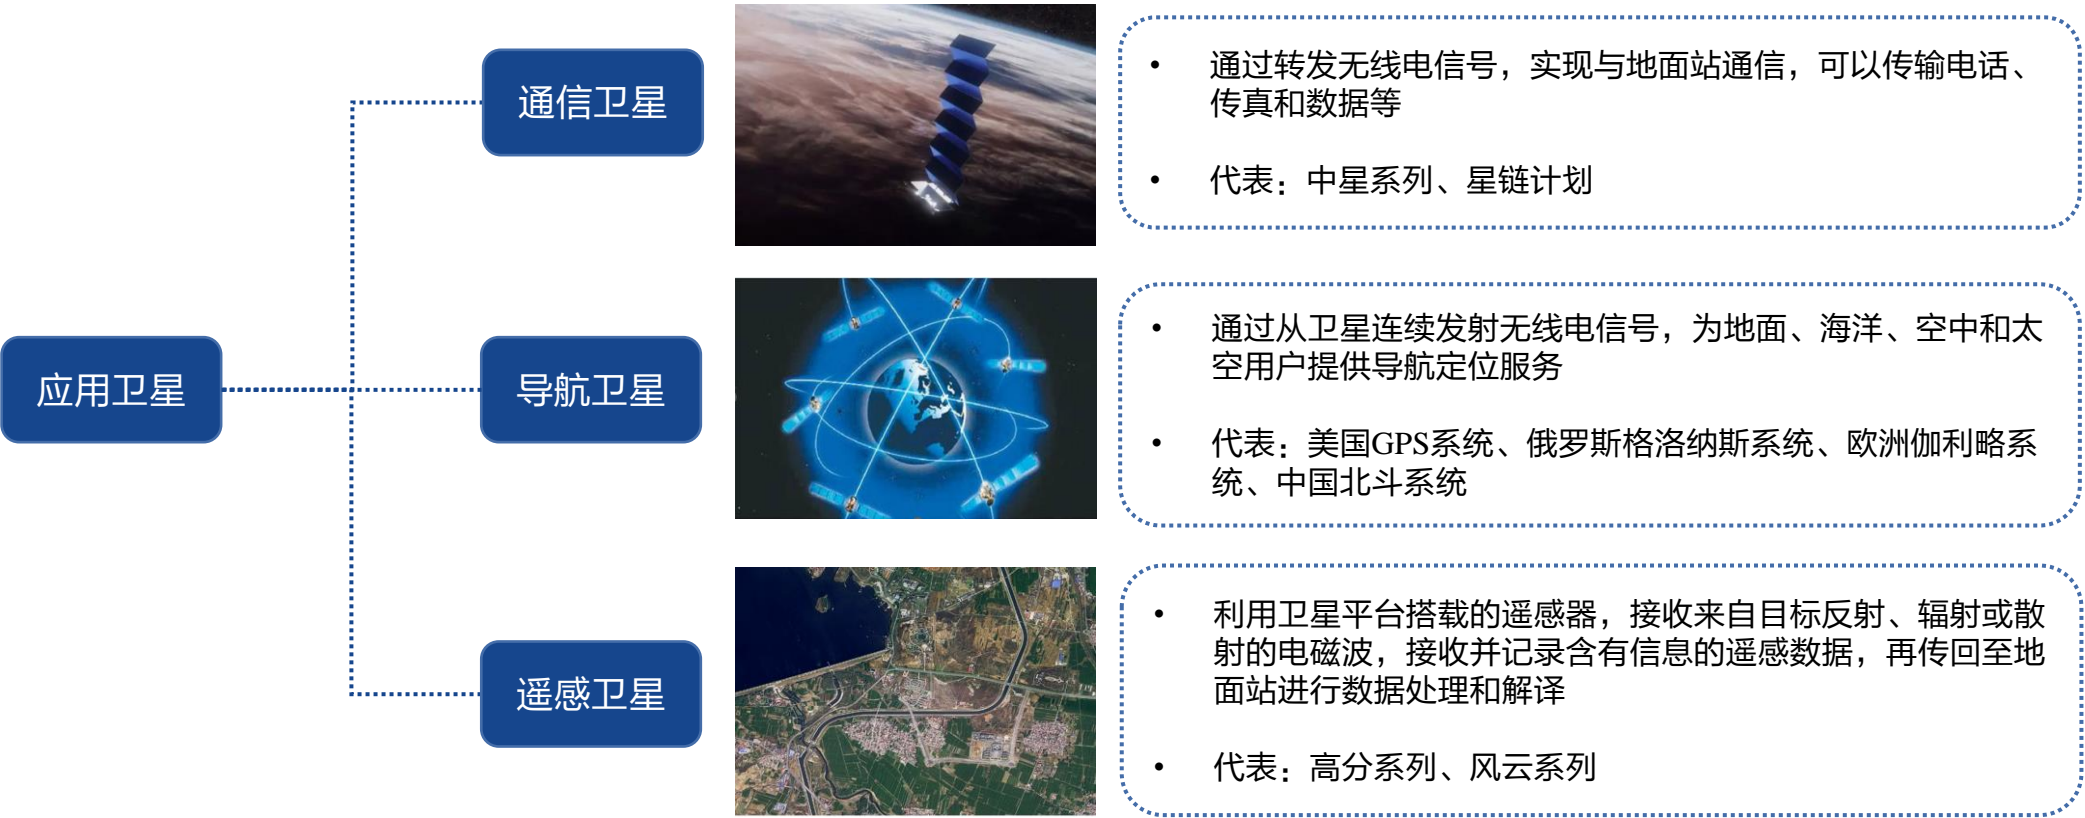 应用卫星
通信卫星
• 通过转发无线电信号，实现与地面站通信，可以传输电话、
传真和数据等
• 代表：中星系列、星链计划
导航卫星
• 通过从卫星连续发射无线电信号，为地面、海洋、空中和太
空用户提供导航定位服务
• 代表：美国GPS系统、俄罗斯格洛纳斯系统、欧洲伽利略系
统、中国北斗系统
遥感卫星
• 利用卫星平台搭载的遥感器，接收来自目标反射、辐射或散
射的电磁波，接收并记录含有信息的遥感数据，再传回至地
面站进行数据处理和解译
• 代表：高分系列、风云系列